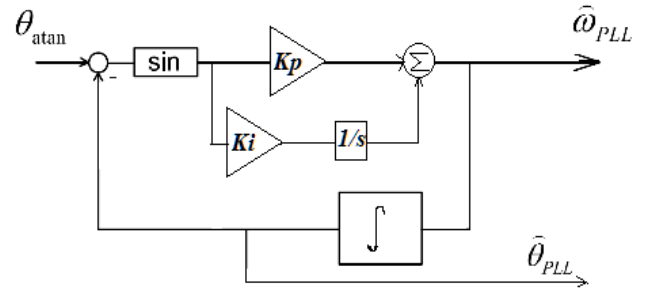 θatan
ω̂PLL
-
sin
Kp
Σ
Ki
1/s
∫
θ̂PLL